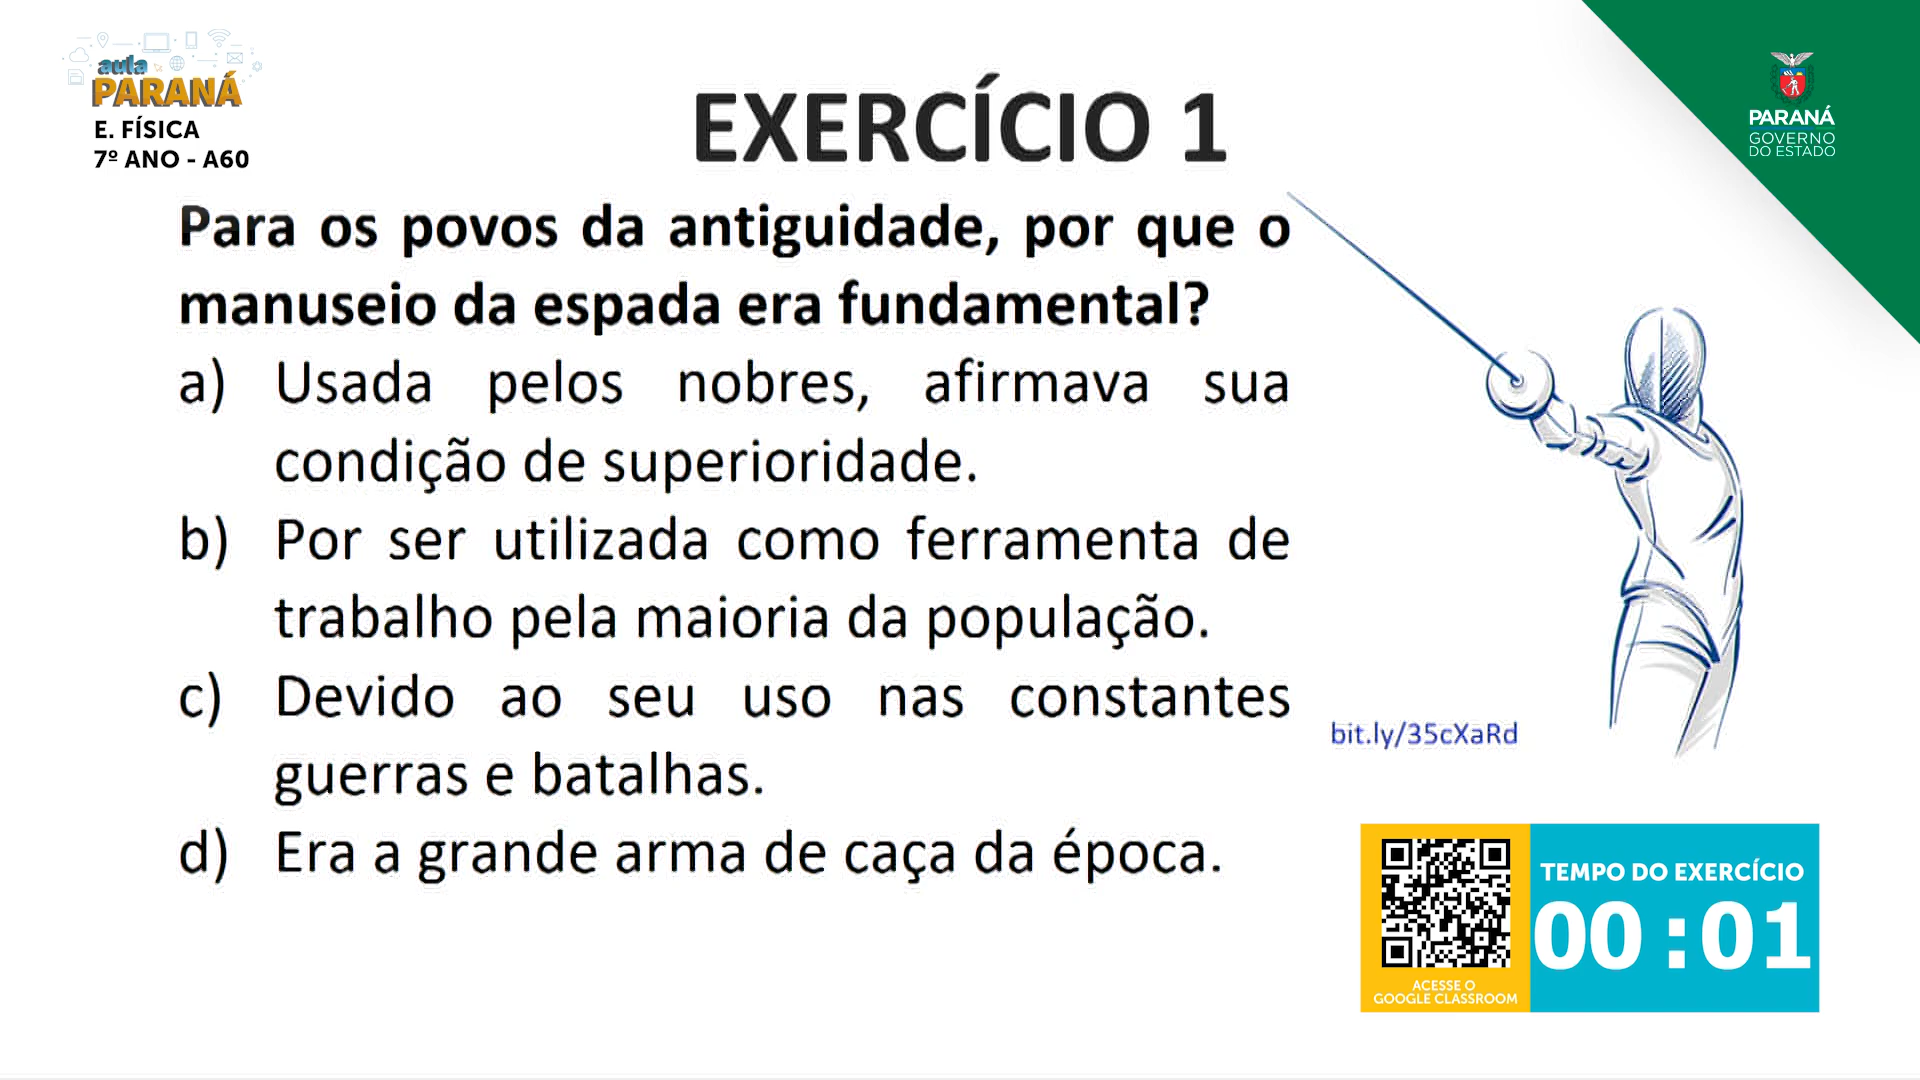 aula
PARANÁ
E. FÍSICA
7º ANO - A60
PARANÁ
GOVERNO
DO ESTADO
EXERCÍCIO 1
Para os povos da antiguidade, por que o
manuseio da espada era fundamental?
a) Usada pelos nobres, afirmava sua
condição de superioridade.
b) Por ser utilizada como ferramenta de
trabalho pela maioria da população.
c) Devido ao seu uso nas constantes
guerras e batalhas.
d) Era a grande arma de caça da época.
bit.ly/35cXaRd
TEMPO DO EXERCÍCIO
00:01
ACESSE O
GOOGLE CLASSROOM